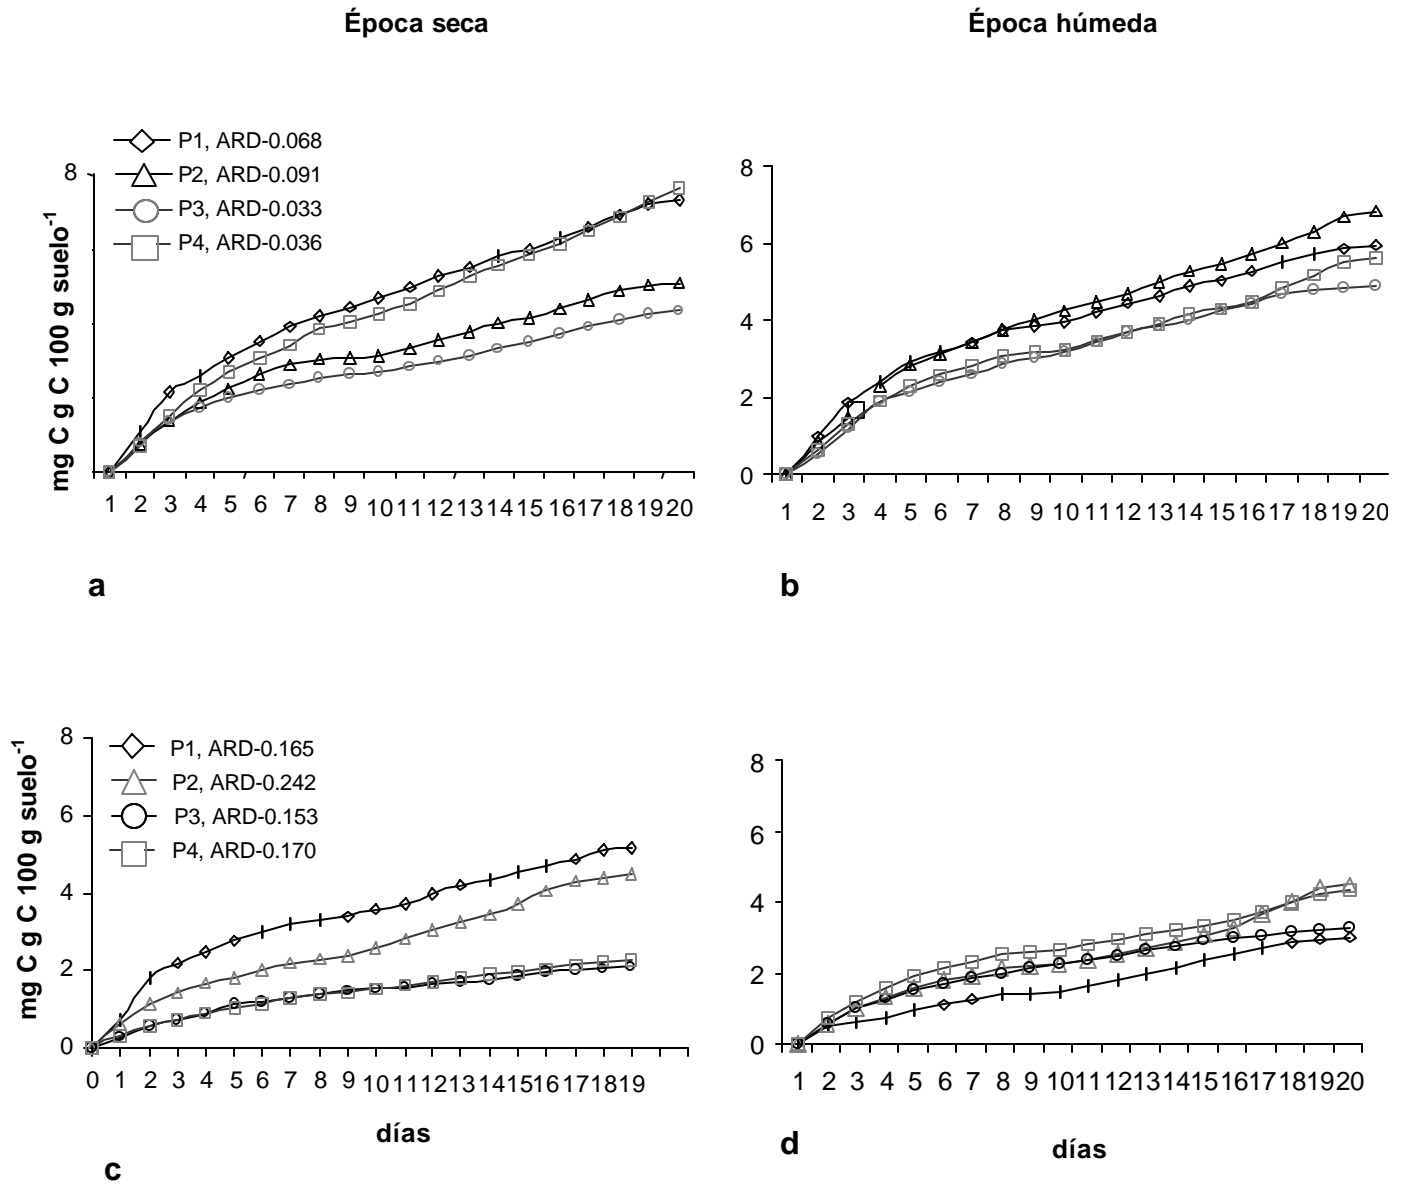 Época seca
Época húmeda
P1, ARD-0.068
P2, ARD-0.091
P3, ARD-0.033
P4, ARD-0.036
8
mg C g C 100 g suelo-1
1 2 3 4 5 6 7 8 9 10 11 12 13 14 15 16 17 18 19 20
a
8
6
4
2
0
1 2 3 4 5 6 7 8 9 10 11 12 13 14 15 16 17 18 19 20
b
P1, ARD-0.165
P2, ARD-0.242
P3, ARD-0.153
P4, ARD-0.170
8
6
4
2
0
mg C g C 100 g suelo-1
0 1 2 3 4 5 6 7 8 9 10 11 12 13 14 15 16 17 18 19
días
c
8
6
4
2
0
1 2 3 4 5 6 7 8 9 10 11 12 13 14 15 16 17 18 19 20
días
d